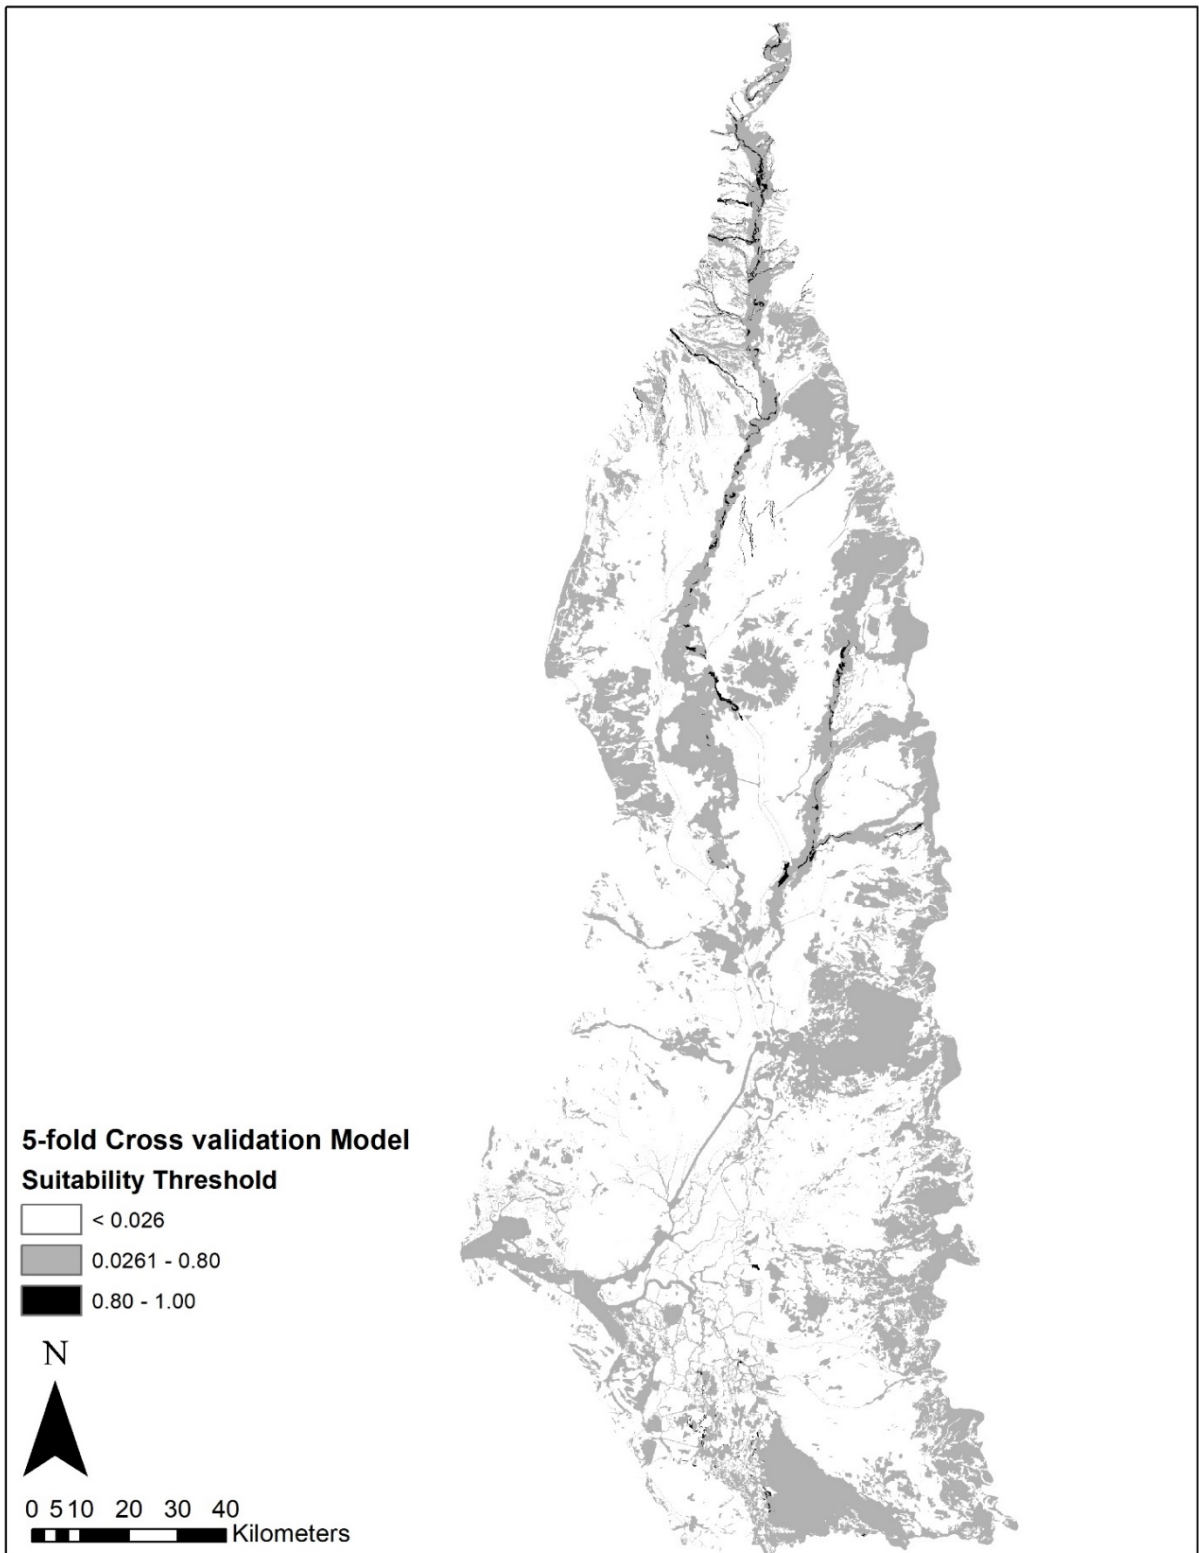 5-fold Cross validation Model
Suitability Threshold
< 0.026
0.0261 - 0.80
0.80 - 1.00
N
0 5 10 20 30 40
Kilometers